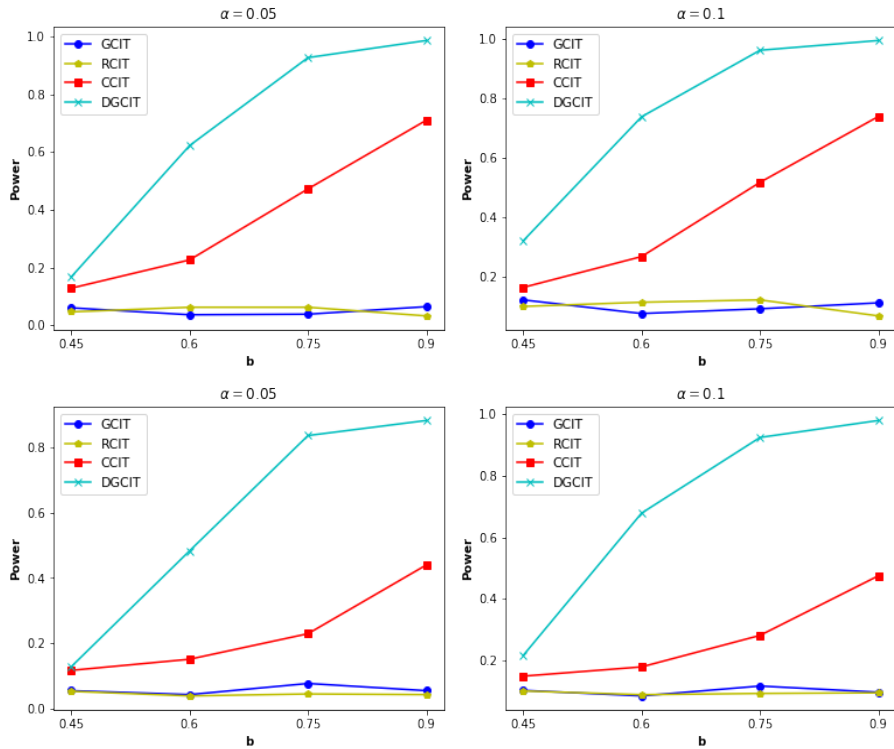 α = 0.05
GCIT
RCIT
CCIT
DGCIT
Power
1.0
0.8
0.6
0.4
0.2
0.0
0.45 0.6 0.75 0.9
b
α = 0.1
GCIT
RCIT
CCIT
DGCIT
Power
1.0
0.8
0.6
0.4
0.2
0.45 0.6 0.75 0.9
b
α = 0.05
GCIT
RCIT
CCIT
DGCIT
Power
0.8
0.6
0.4
0.2
0.0
0.45 0.6 0.75 0.9
b
α = 0.1
GCIT
RCIT
CCIT
DGCIT
Power
1.0
0.8
0.6
0.4
0.2
0.45 0.6 0.75 0.9
b